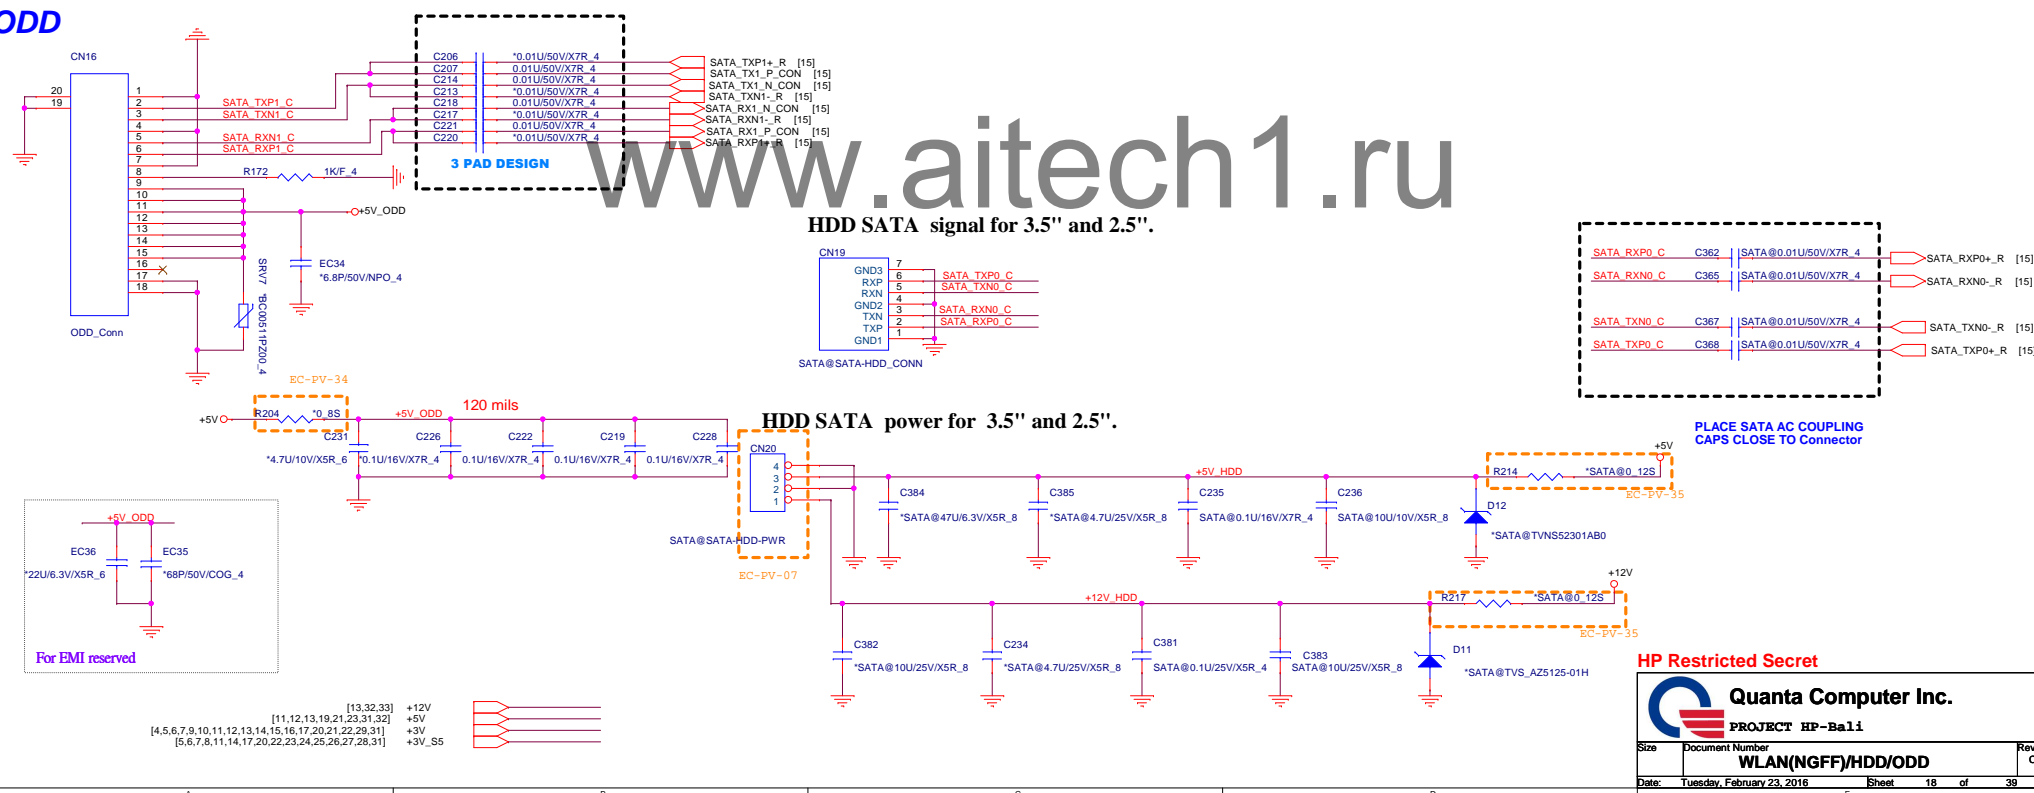 ODD
CN16
20
19
1
2
3
4
5
6
7
8
9
10
11
12
13
14
15
16
17
18
ODD_Conn
SATA_TXP1_C
SATA_TXN1_C
SATA_RXN1_C
SATA_RXP1_C
R172
1K/F_4
+5V_ODD
EC34
*6.8P/50V/NPO_4
SRV7
*BC00511PZ00_4
C206 *0.01U/50V/X7R_4 SATA_TXP1+_R [15]
C207 0.01U/50V/X7R_4 SATA_TX1_P_CON [15]
C214 0.01U/50V/X7R_4 SATA_TX1_N_CON [15]
C213 *0.01U/50V/X7R_4 SATA_TXN1-_R [15]
C218 0.01U/50V/X7R_4 SATA_RX1_N_CON [15]
C217 *0.01U/50V/X7R_4 SATA_RXN1-_R [15]
C221 0.01U/50V/X7R_4 SATA_RX1_P_CON [15]
C220 *0.01U/50V/X7R_4 SATA_RXP1+_R [15]
3 PAD DESIGN
www.aitech1.ru
HDD SATA signal for 3.5" and 2.5".
CN19
GND3 7
RXP 6 SATA_TXP0_C
RXN 5 SATA_TXN0_C
GND2 4
TXN 3 SATA_RXN0_C
TXP 2 SATA_RXP0_C
GND1 1
SATA@SATA-HDD_CONN
SATA_RXP0_C C362 SATA@0.01U/50V/X7R_4 SATA_RXP0+_R [15]
SATA_RXN0_C C365 SATA@0.01U/50V/X7R_4 SATA_RXN0-_R [15]
SATA_TXN0_C C367 SATA@0.01U/50V/X7R_4 SATA_TXN0-_R [15]
SATA_TXP0_C C368 SATA@0.01U/50V/X7R_4 SATA_TXP0+_R [15]
PLACE SATA AC COUPLING
CAPS CLOSE TO Connector
EC-PV-34
+5V
R204
*0_8S
+5V_ODD
120 mils
C231
*4.7U/10V/X5R_6
C226
*0.1U/16V/X7R_4
C222
0.1U/16V/X7R_4
C219
0.1U/16V/X7R_4
C228
0.1U/16V/X7R_4
HDD SATA power for 3.5" and 2.5".
CN20
4
3
2
1
SATA@SATA-HDD-PWR
EC-PV-07
+5V_HDD
C384
*SATA@47U/6.3V/X5R_8
C385
*SATA@4.7U/25V/X5R_8
C235
SATA@0.1U/16V/X7R_4
C236
SATA@10U/10V/X5R_8
D12
*SATA@TVNS52301AB0
R214
*SATA@0_12S
+5V
EC-PV-35
+12V_HDD
C382
*SATA@10U/25V/X5R_8
C234
*SATA@4.7U/25V/X5R_8
C381
SATA@0.1U/25V/X5R_4
C383
SATA@10U/25V/X5R_8
D11
*SATA@TVS_AZ5125-01H
R217
*SATA@0_12S
+12V
EC-PV-35
+5V_ODD
EC36
*22U/6.3V/X5R_6
EC35
*68P/50V/COG_4
For EMI reserved
[13,32,33] +12V
[11,12,13,19,21,23,31,32] +5V
[4,5,6,7,9,10,11,12,13,14,15,16,17,20,21,22,29,31] +3V
[5,6,7,8,11,14,17,20,22,23,24,25,26,27,28,31] +3V_S5
HP Restricted Secret
Quanta Computer Inc.
PROJECT HP-Bali
Size
Document Number
Rev
WLAN(NGFF)/HDD/ODD
Date: Tuesday, February 23, 2016
Sheet 18 of 39